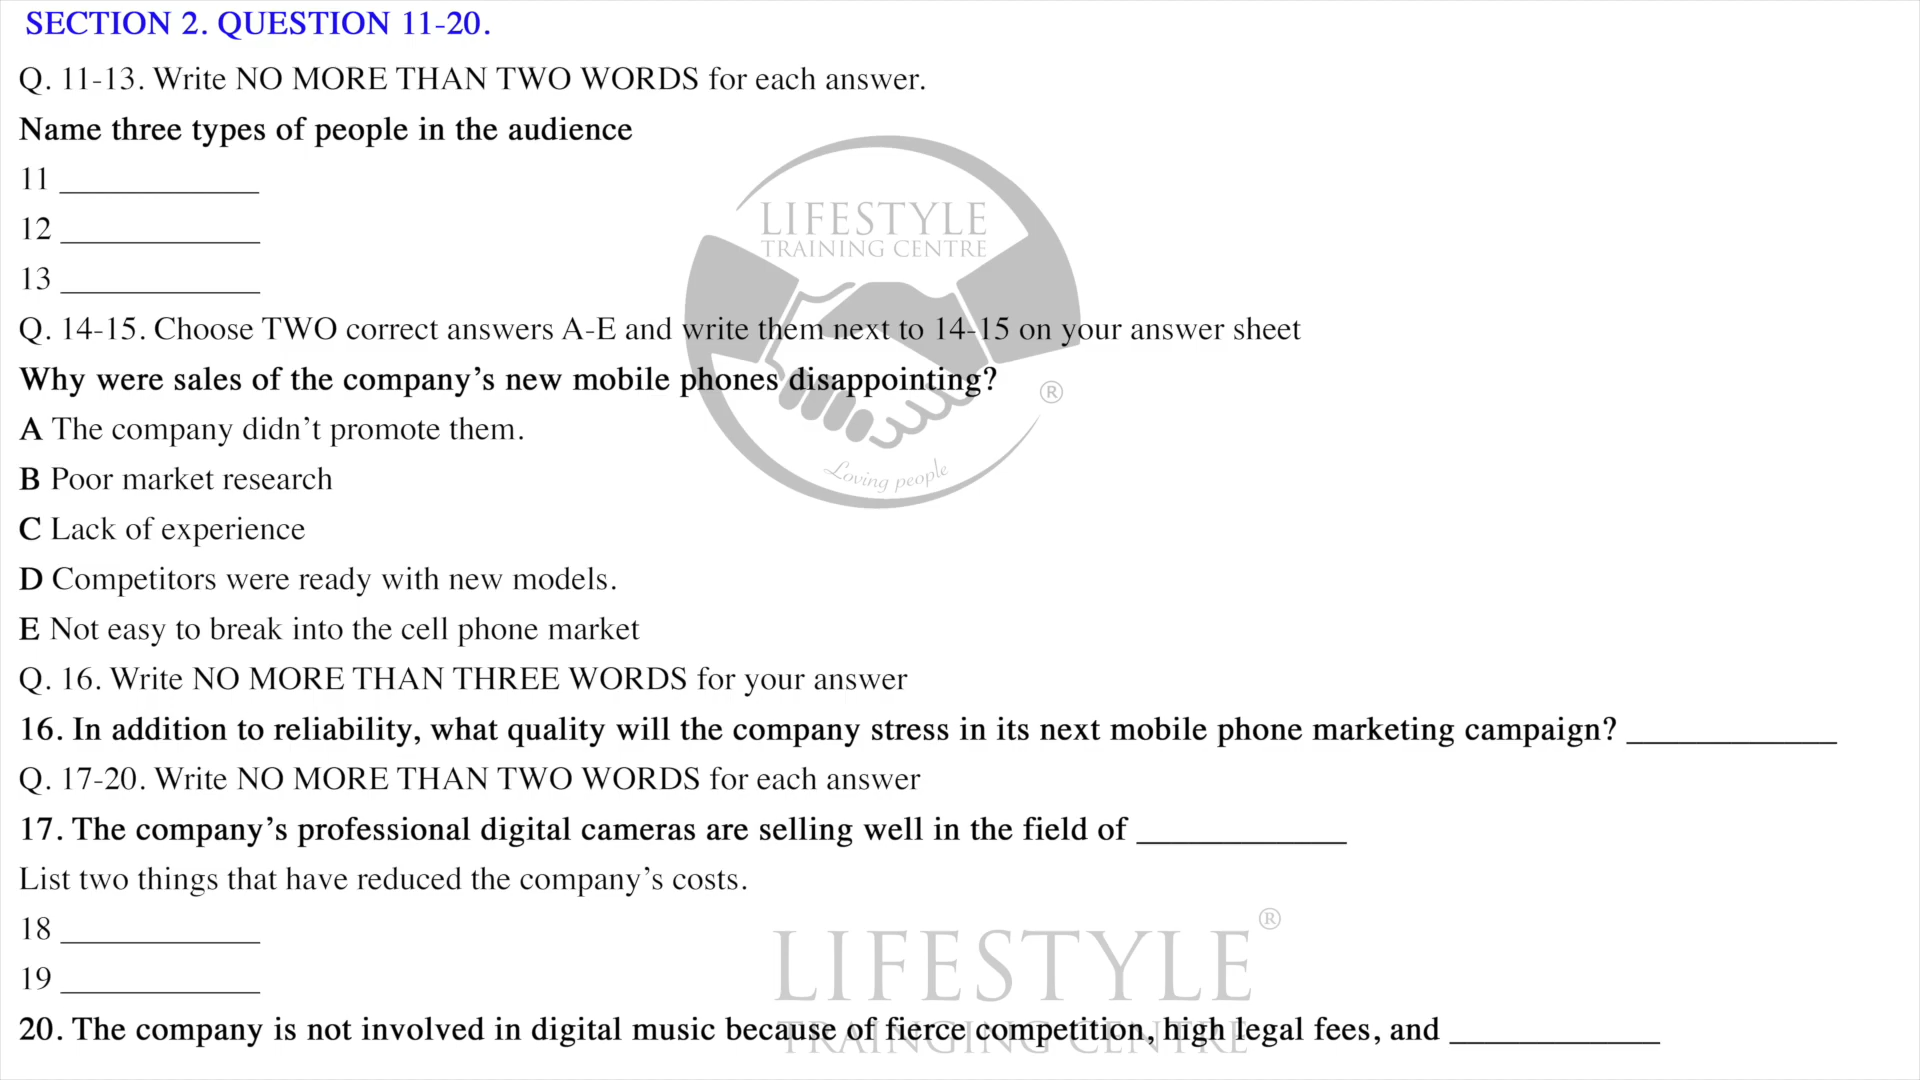 SECTION 2. QUESTION 11-20.
Q. 11-13. Write NO MORE THAN TWO WORDS for each answer.
Name three types of people in the audience
11 ____________
12 ____________
13 ____________
Q. 14-15. Choose TWO correct answers A-E and write them next to 14-15 on your answer sheet
Why were sales of the company's new mobile phones disappointing?
A The company didn't promote them.
B Poor market research
C Lack of experience
D Competitors were ready with new models.
E Not easy to break into the cell phone market
Q. 16. Write NO MORE THAN THREE WORDS for your answer
16. In addition to reliability, what quality will the company stress in its next mobile phone marketing campaign? ____________
Q. 17-20. Write NO MORE THAN TWO WORDS for each answer
17. The company's professional digital cameras are selling well in the field of ____________
List two things that have reduced the company's costs.
18 ____________
19 ____________
20. The company is not involved in digital music because of fierce competition, high legal fees, and ____________
LIFESTYLE
TRAINING CENTRE
®
Loving people
LIFESTYLE®
TRAINGING CENTRE